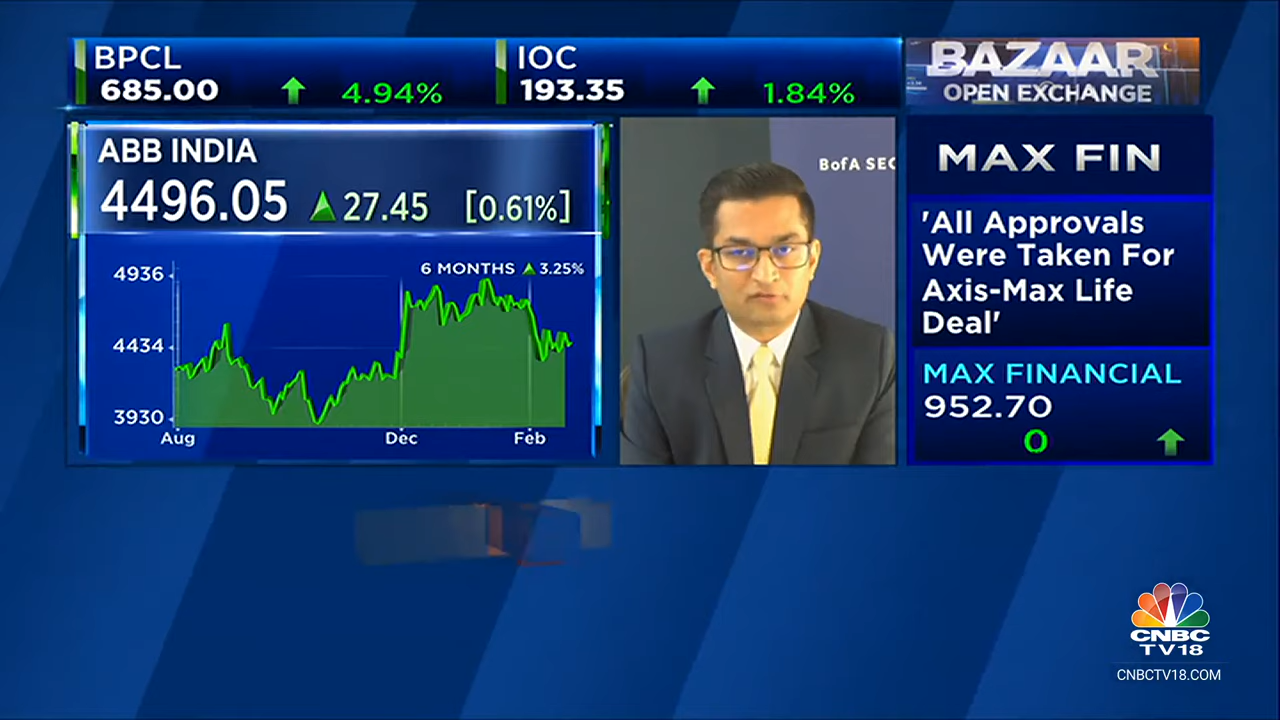 BPCL
685.00 4.94%
IOC
193.35 1.84%
BAZAAR
OPEN EXCHANGE
ABB INDIA
4496.05 27.45 [0.61%]
6 MONTHS 3.25%
4936
4434
3930
Aug Dec Feb
BofA SEC
MAX FIN
'All Approvals
Were Taken For
Axis-Max Life
Deal'
MAX FINANCIAL
952.70
0
CNBC
TV18
CNBCTV18.COM